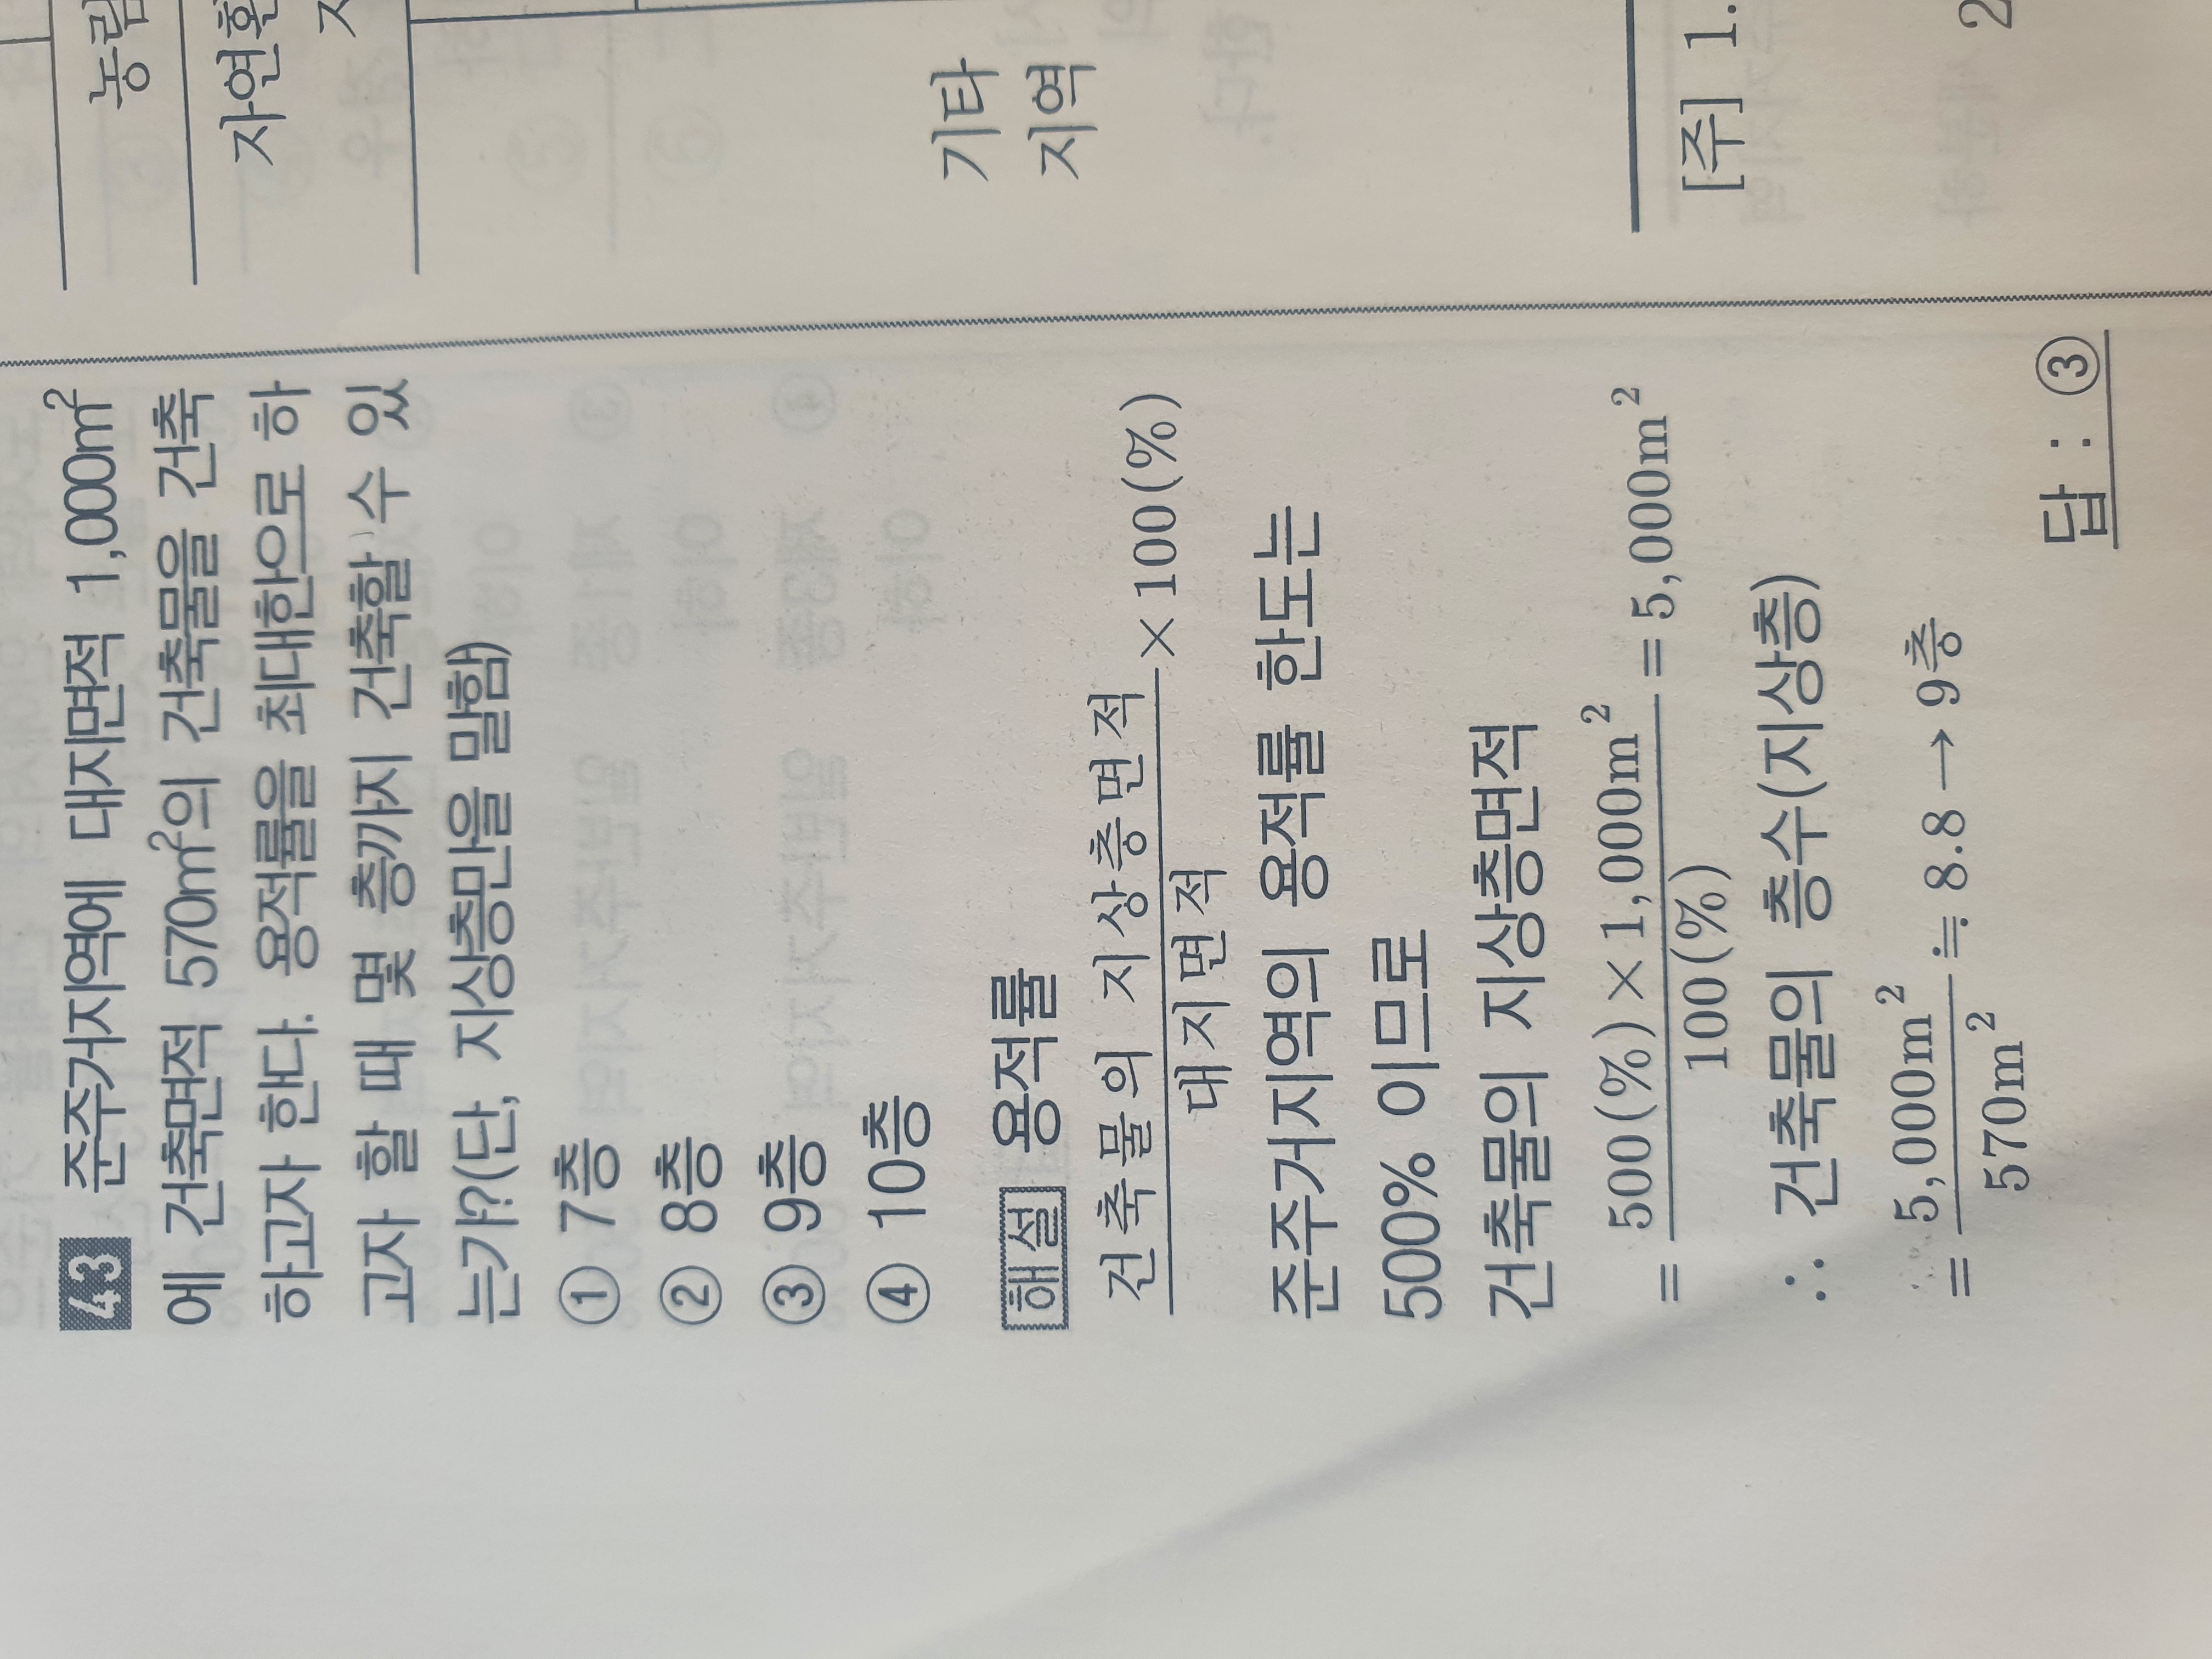 43 준주거지역에 대지면적 1,000m²
에 건축면적 570m²의 건축물을 건축
하고자 한다. 용적률을 최대한으로 하
고자 할 때 몇 층까지 건축할 수 있
는가?(단, 지상층만을 말함)
① 7층
② 8층
③ 9층
④ 10층
해설 용적률
건축물의 지상층면적
대지면적
×100(%)
준주거지역의 용적률 한도는
500% 이므로
건축물의 지상층면적
= 500(%)×1,000m² / 100(%) = 5,000m²
∴ 건축물의 층수(지상층)
= 5,000m² / 570m² ≒ 8.8 → 9층
답 : ③
농림
자연환
기타
지역
[주] 1.
2